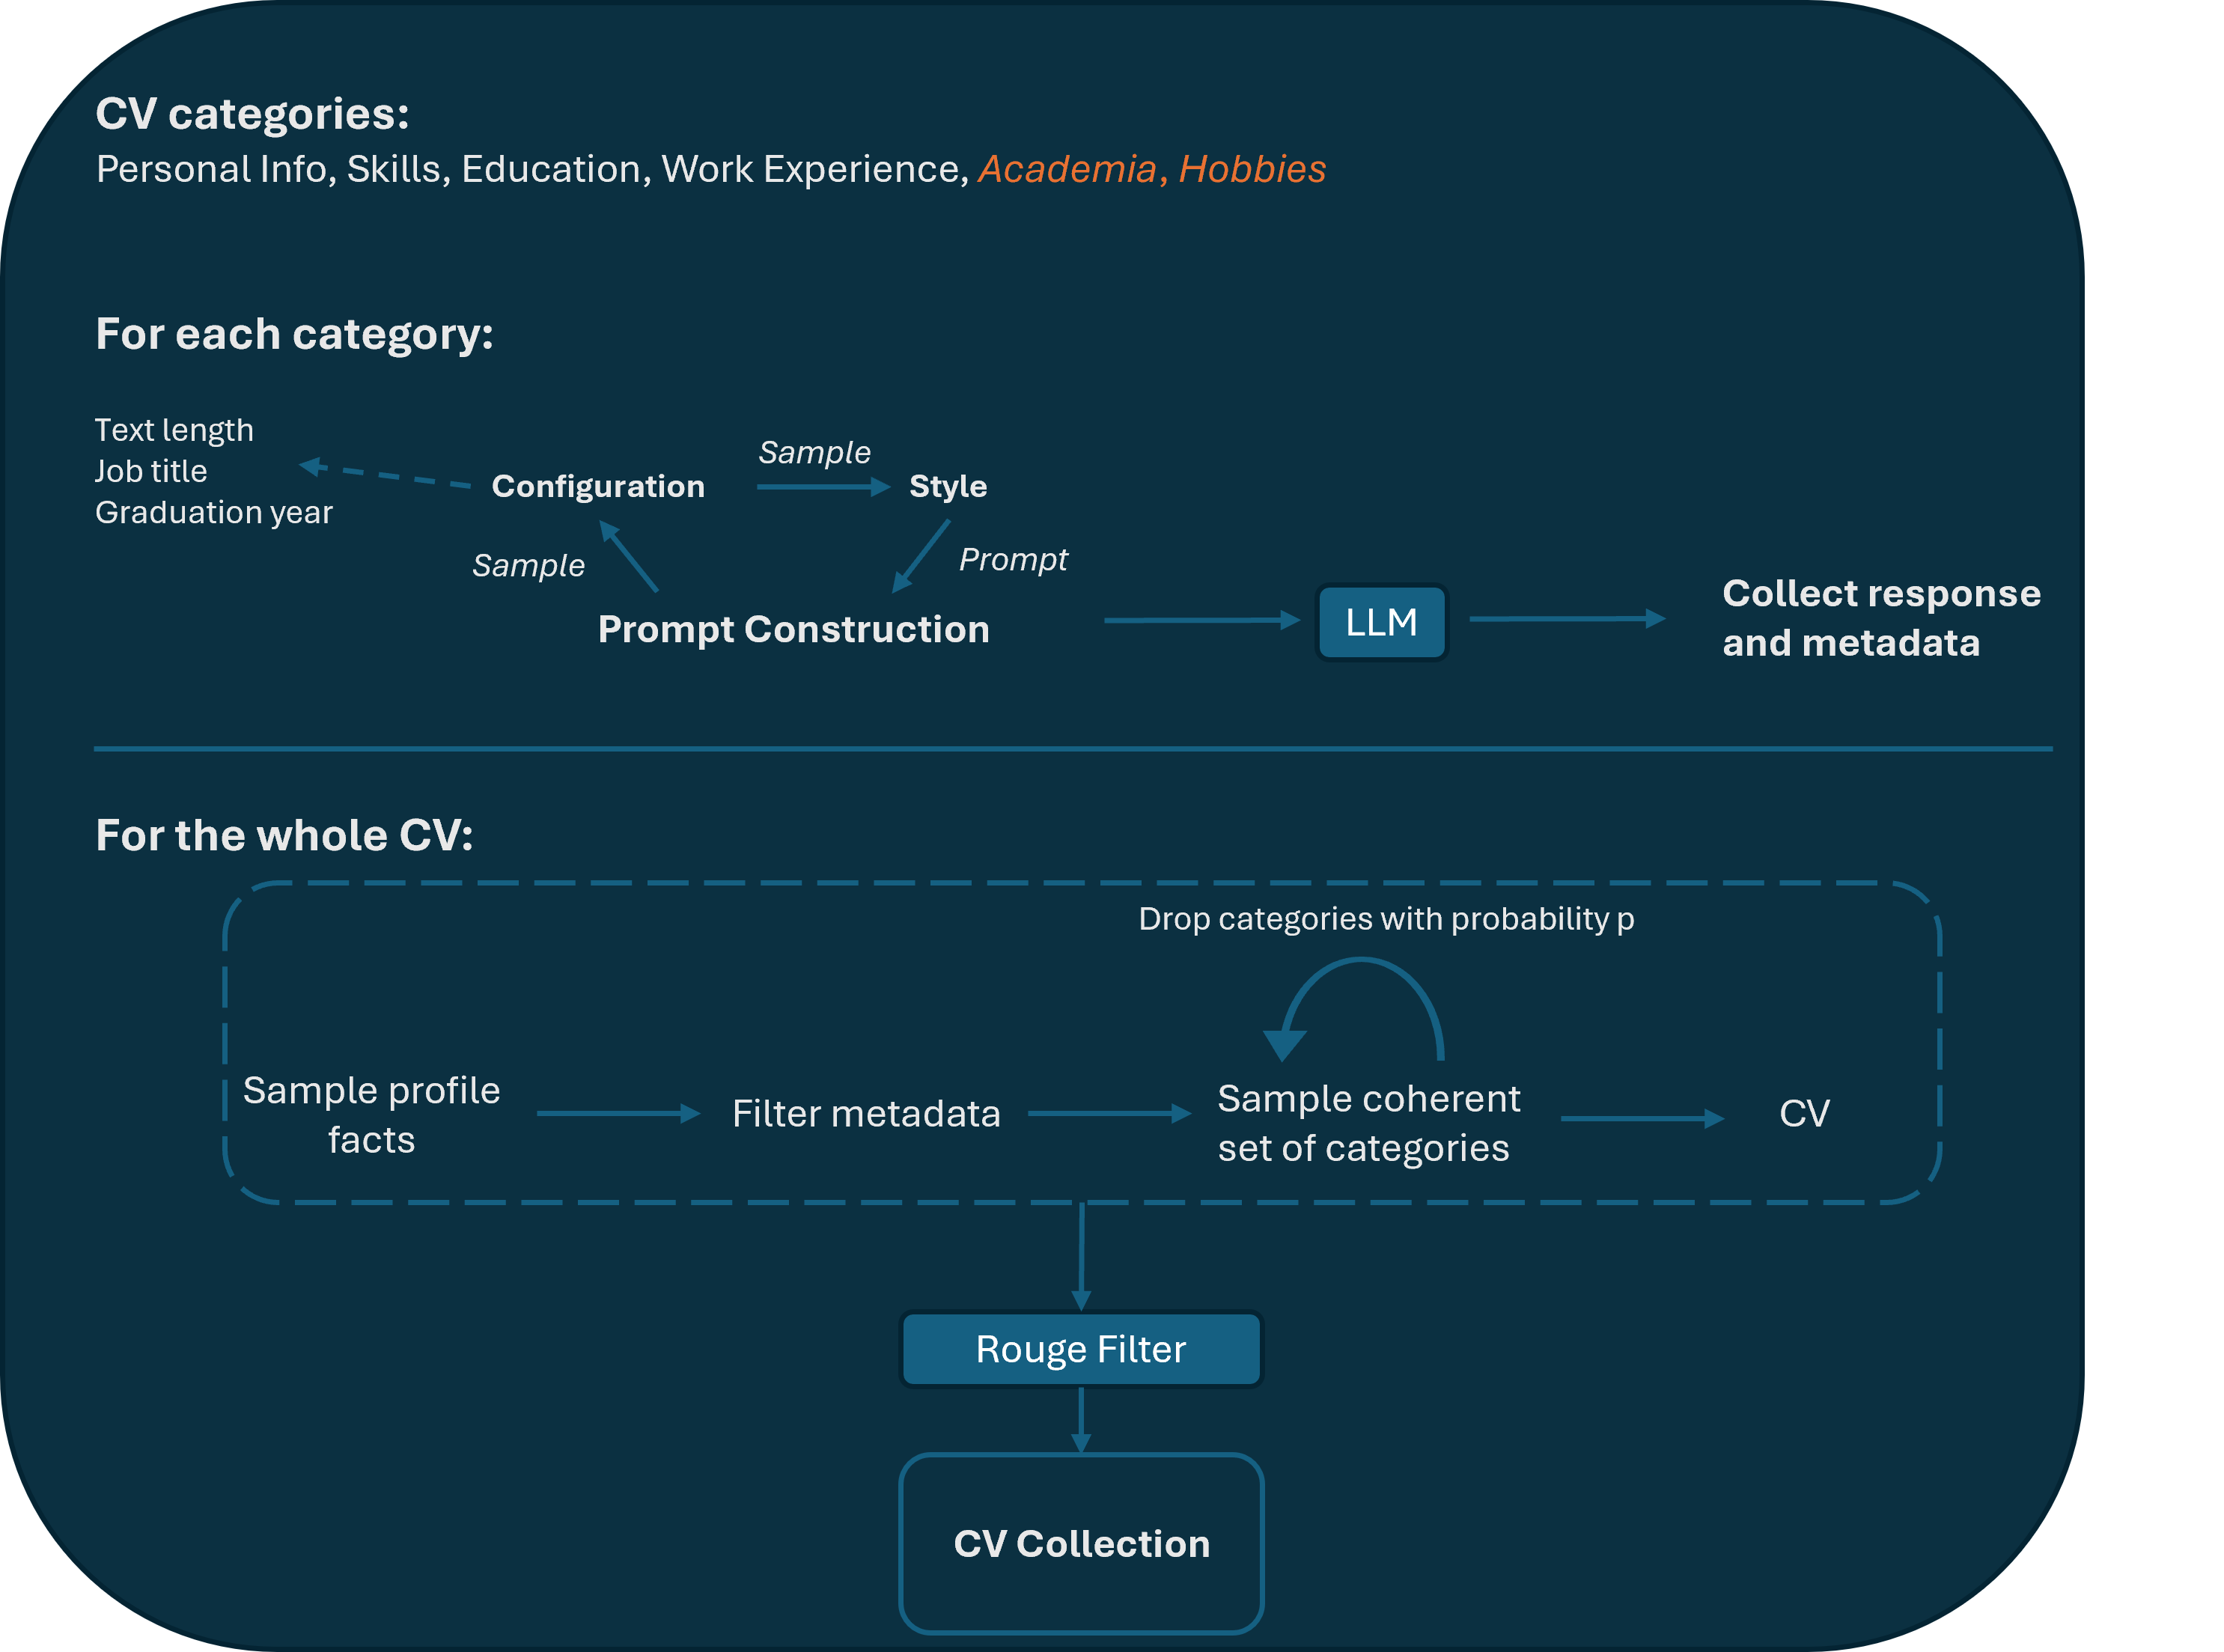 CV categories:
Personal Info, Skills, Education, Work Experience, Academia, Hobbies
For each category:
Text length
Job title
Graduation year
Configuration
Sample
Style
Sample
Prompt
Prompt Construction
LLM
Collect response
and metadata
For the whole CV:
Drop categories with probability p
Sample profile
facts
Filter metadata
Sample coherent
set of categories
CV
Rouge Filter
CV Collection